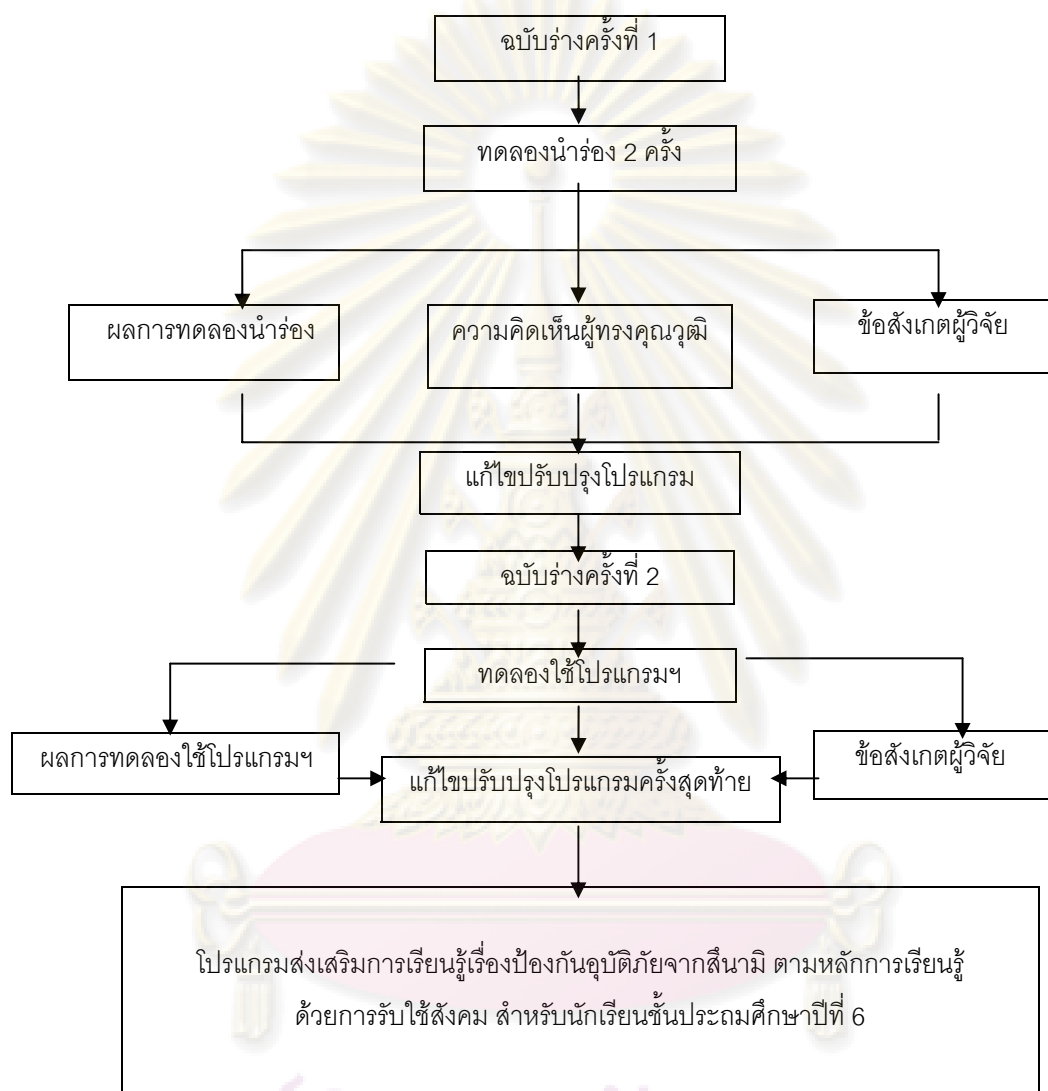 ฉบับร่างครั้งที่ 1
ทดลองนำร่อง 2 ครั้ง
ผลการทดลองนำร่อง
ความคิดเห็นผู้ทรงคุณวุฒิ
ข้อสังเกตผู้วิจัย
แก้ไขปรับปรุงโปรแกรม
ฉบับร่างครั้งที่ 2
ทดลองใช้โปรแกรมฯ
ผลการทดลองใช้โปรแกรมฯ
แก้ไขปรับปรุงโปรแกรมครั้งสุดท้าย
ข้อสังเกตผู้วิจัย
โปรแกรมส่งเสริมการเรียนรู้เรื่องป้องกันอุบัติภัยจากสึนามิ ตามหลักการเรียนรู้
ด้วยการรับใช้สังคม สำหรับนักเรียนชั้นประถมศึกษาปีที่ 6